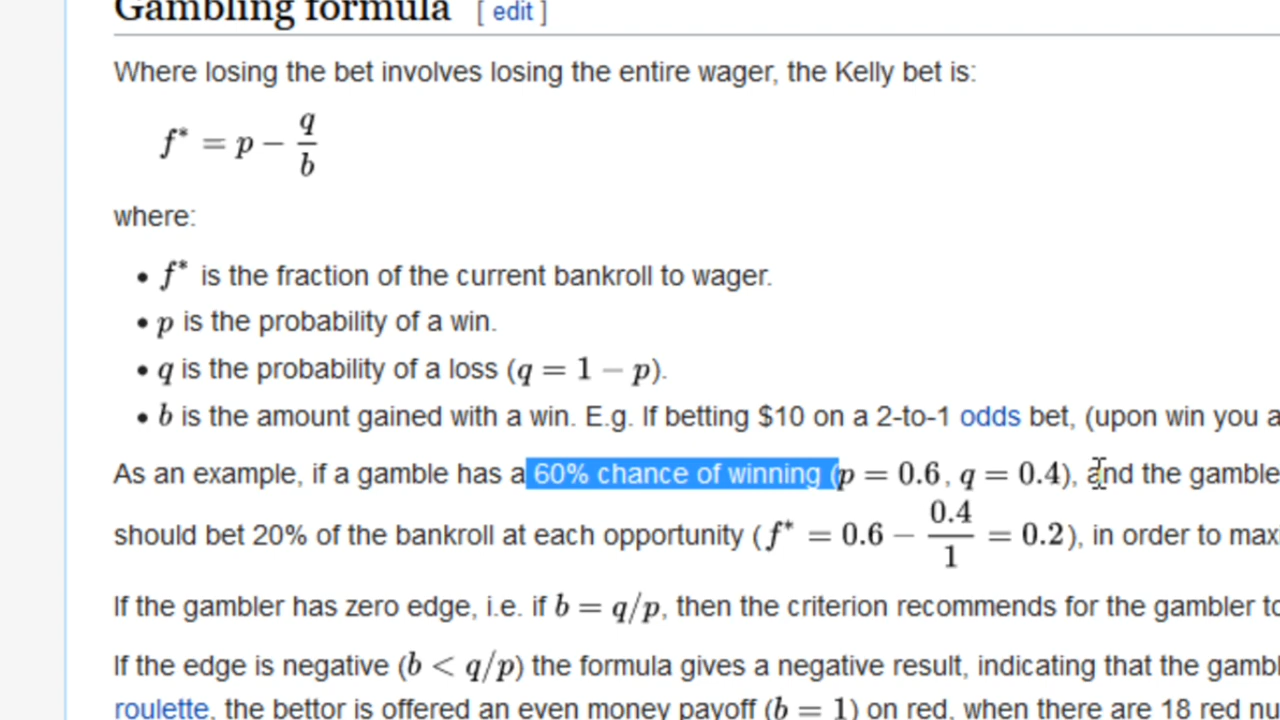 Gambling formula [ edit ]
Where losing the bet involves losing the entire wager, the Kelly bet is:
f* = p − q/b
where:
• f* is the fraction of the current bankroll to wager.
• p is the probability of a win.
• q is the probability of a loss (q = 1 − p).
• b is the amount gained with a win. E.g. If betting $10 on a 2-to-1 odds bet, (upon win you a
As an example, if a gamble has a 60% chance of winning (p = 0.6, q = 0.4), and the gamble
should bet 20% of the bankroll at each opportunity (f* = 0.6 − 0.4/1 = 0.2), in order to max
If the gambler has zero edge, i.e. if b = q/p, then the criterion recommends for the gambler to
If the edge is negative (b < q/p) the formula gives a negative result, indicating that the gambl
roulette, the bettor is offered an even money payoff (b = 1) on red, when there are 18 red nu